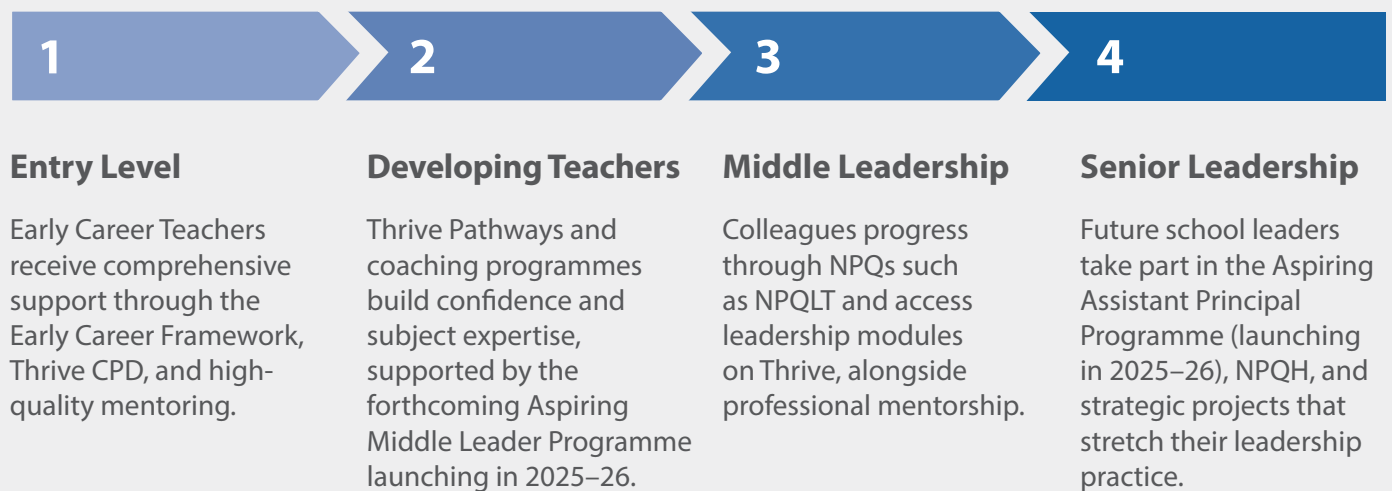 1
2
3
4
Entry Level
Early Career Teachers
receive comprehensive
support through the
Early Career Framework,
Thrive CPD, and high-
quality mentoring.
Developing Teachers
Thrive Pathways and
coaching programmes
build confidence and
subject expertise,
supported by the
forthcoming Aspiring
Middle Leader Programme
launching in 2025–26.
Middle Leadership
Colleagues progress
through NPQs such
as NPQLT and access
leadership modules
on Thrive, alongside
professional mentorship.
Senior Leadership
Future school leaders
take part in the Aspiring
Assistant Principal
Programme (launching
in 2025–26), NPQH, and
strategic projects that
stretch their leadership
practice.